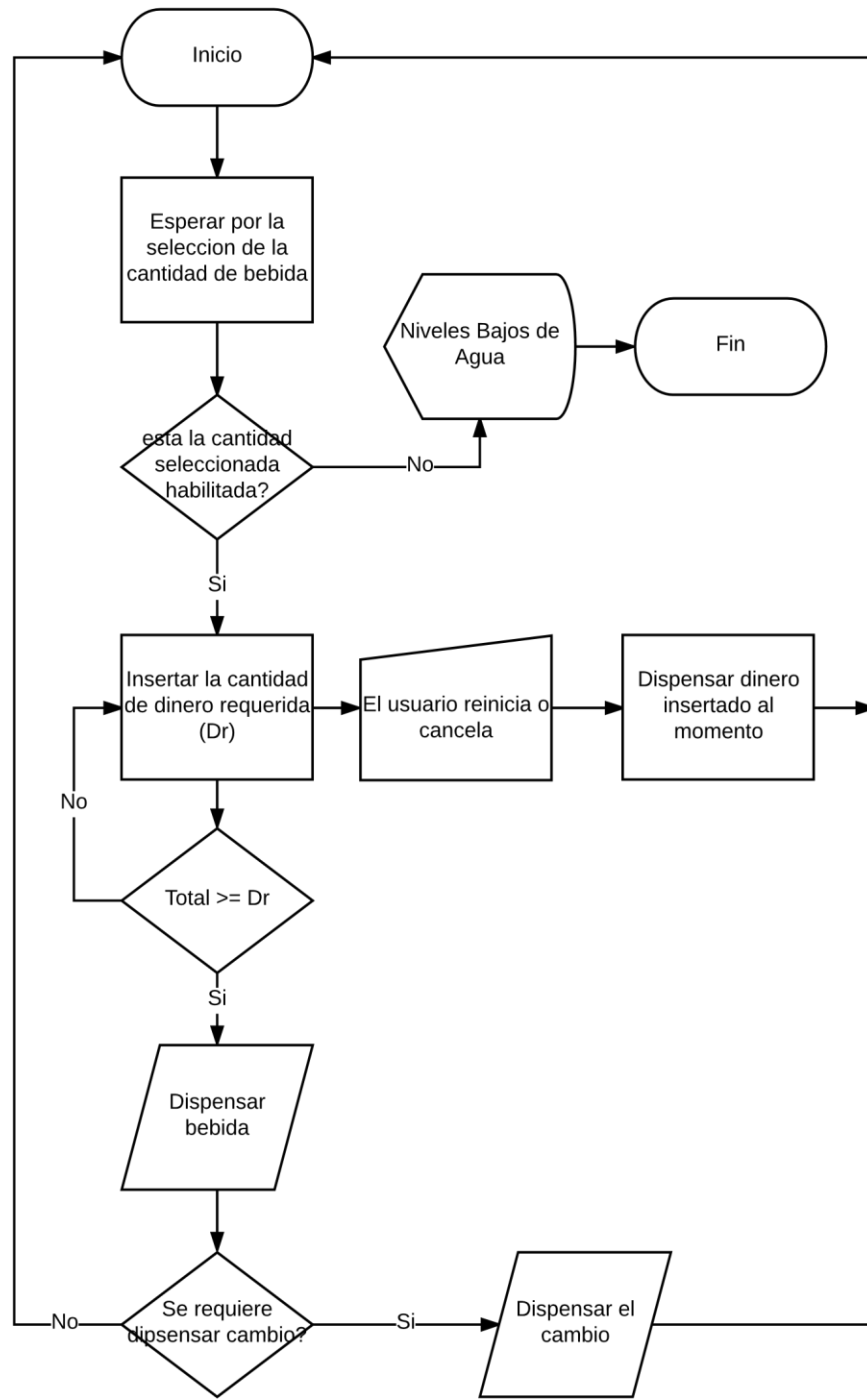 Inicio
Esperar por la
seleccion de la
cantidad de bebida
Niveles Bajos de
Agua
Fin
esta la cantidad
seleccionada
habilitada?
No
Si
Insertar la cantidad
de dinero requerida
(Dr)
El usuario reinicia o
cancela
Dispensar dinero
insertado al
momento
No
Total >= Dr
Si
Dispensar
bebida
Se requiere
dipsensar cambio?
No
Si
Dispensar el
cambio